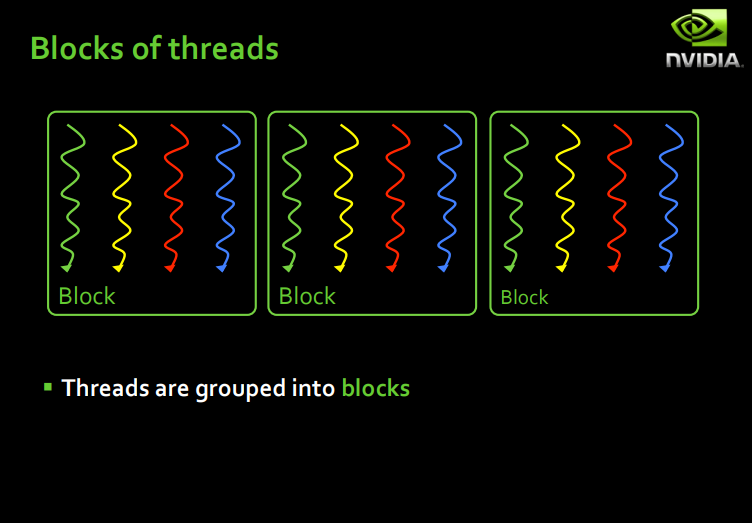 Blocks of threads
NVIDIA.
Block
Block
Block
Threads are grouped into blocks